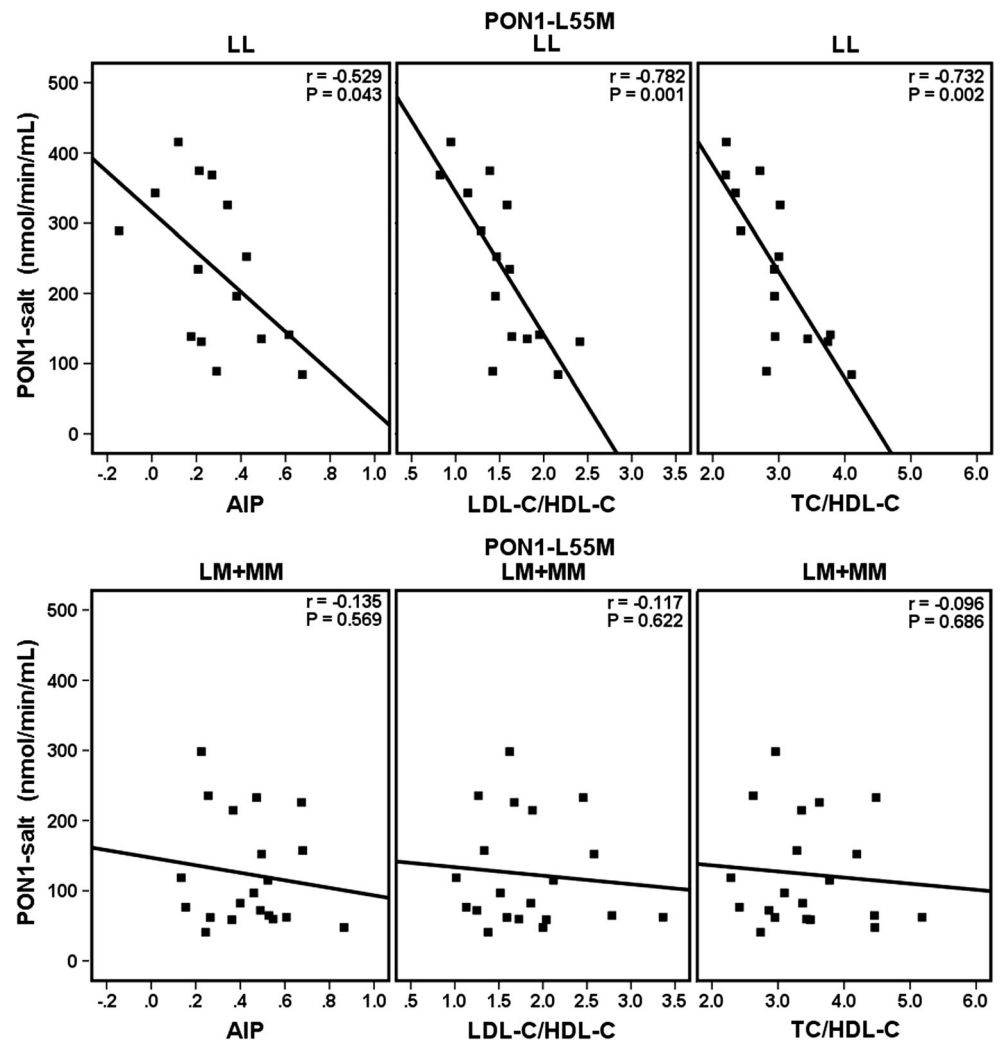 PON1-L55M
LL LL LL
r = -0.529 r = -0.782 r = -0.732
P = 0.043 P = 0.001 P = 0.002
PON1-salt (nmol/min/mL)
500
400
300
200
100
0
-.2 .0 .2 .4 .6 .8 1.0 .5 1.0 1.5 2.0 2.5 3.0 3.5 2.0 3.0 4.0 5.0 6.0
AIP LDL-C/HDL-C TC/HDL-C
PON1-L55M
LM+MM LM+MM LM+MM
r = -0.135 r = -0.117 r = -0.096
P = 0.569 P = 0.622 P = 0.686
PON1-salt (nmol/min/mL)
500
400
300
200
100
0
-.2 .0 .2 .4 .6 .8 1.0 .5 1.0 1.5 2.0 2.5 3.0 3.5 2.0 3.0 4.0 5.0 6.0
AIP LDL-C/HDL-C TC/HDL-C